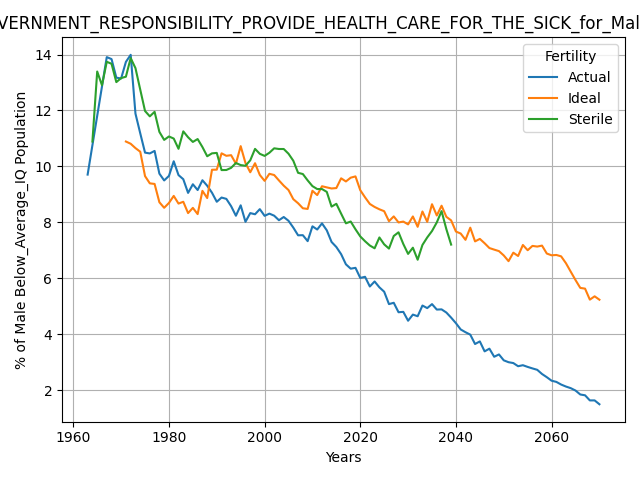 VERNMENT_RESPONSIBILITY_PROVIDE_HEALTH_CARE_FOR_THE_SICK_for_Mal
Fertility
Actual
Ideal
Sterile
% of Male Below_Average_IQ Population
14
12
10
8
6
4
2
1960 1980 2000 2020 2040 2060
Years